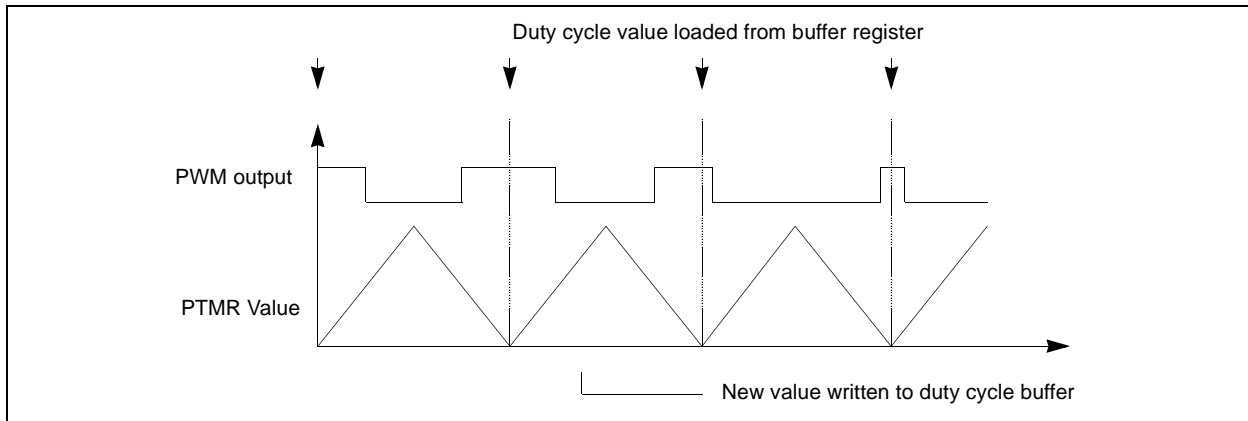 Duty cycle value loaded from buffer register
PWM output
PTMR Value
New value written to duty cycle buffer